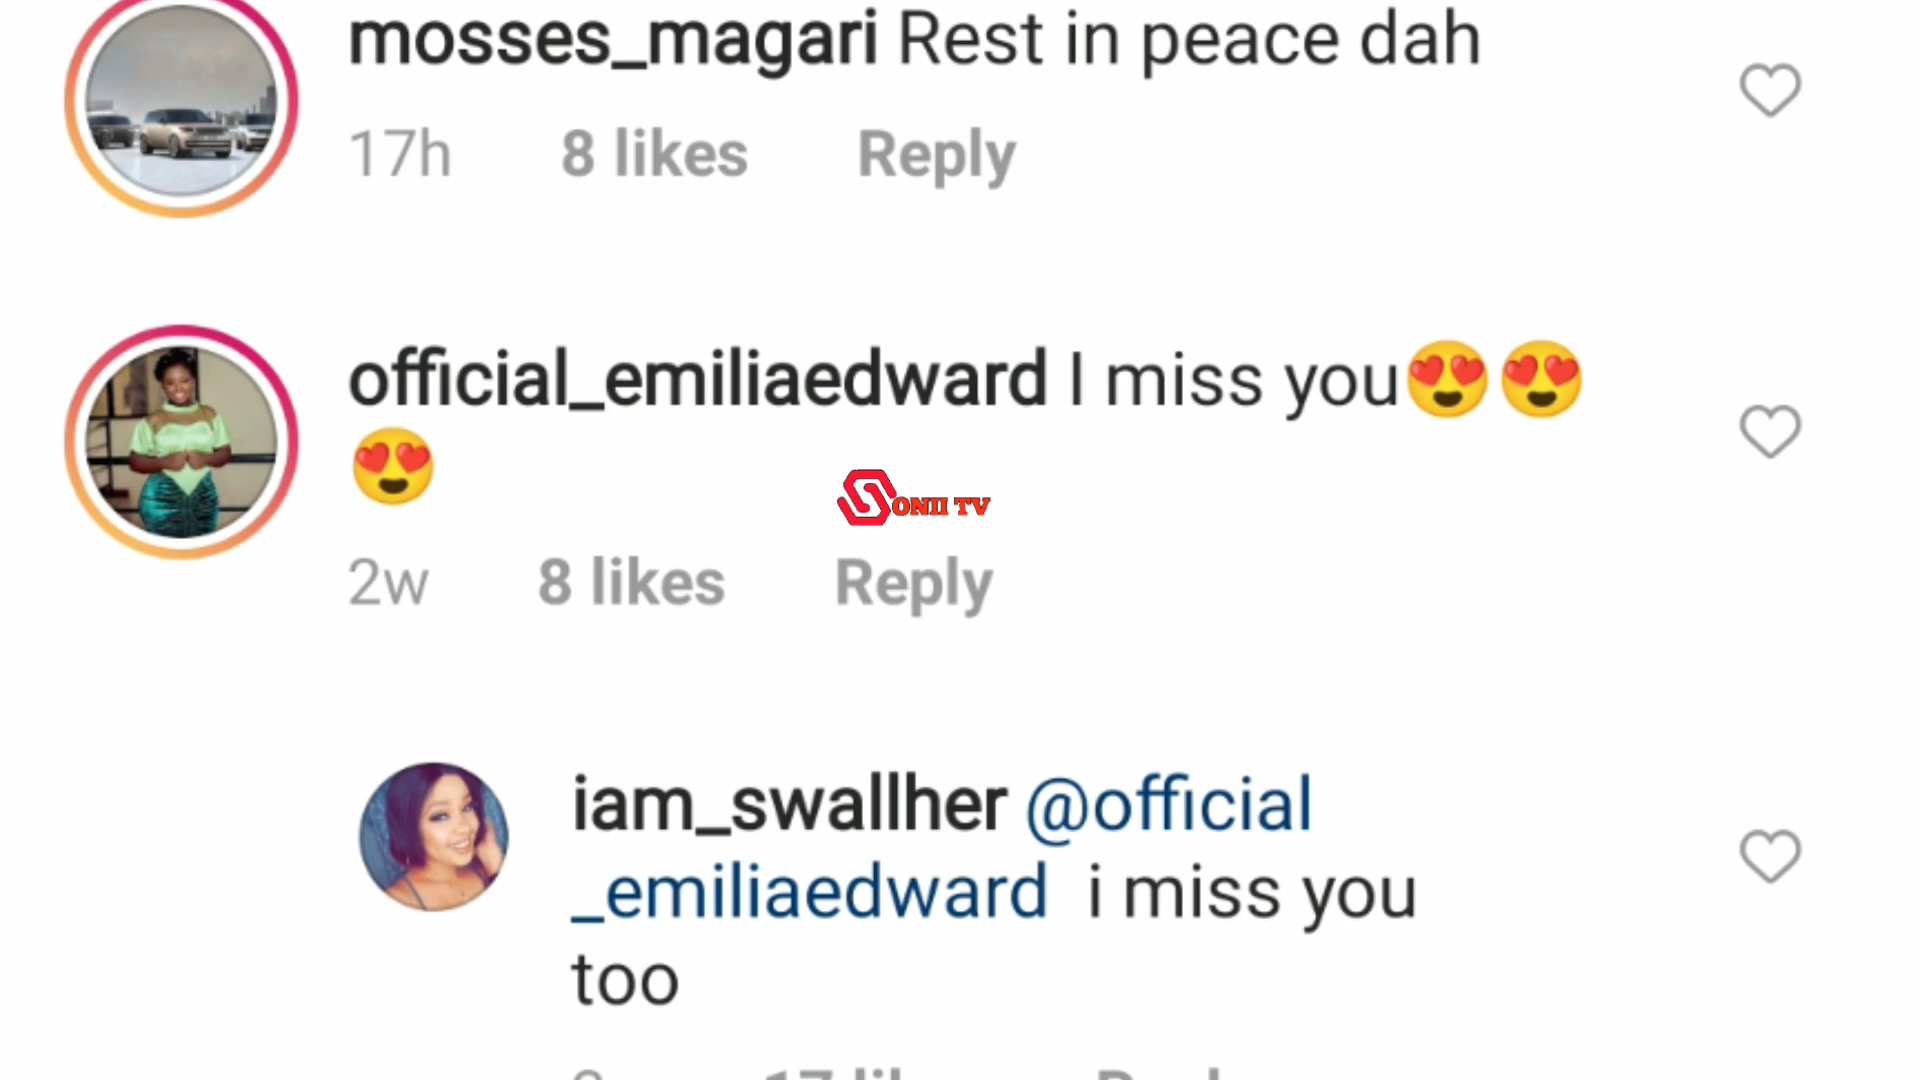 mosses_magari Rest in peace dah
17h 8 likes Reply
official_emiliaedward I miss you😍😍
😍
SONII TV
2w 8 likes Reply
iam_swallher @official
_emiliaedward i miss you
too